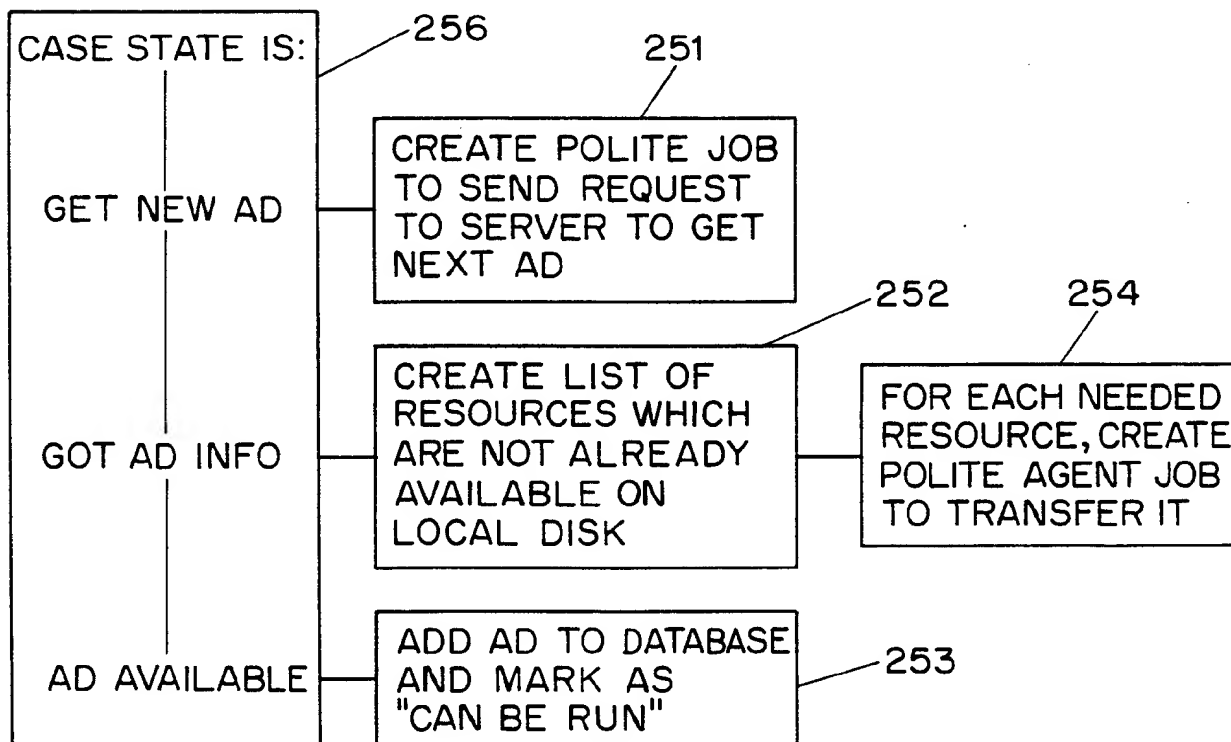 CASE STATE IS:
256
251
CREATE POLITE JOB
TO SEND REQUEST
TO SERVER TO GET
NEXT AD
GET NEW AD
252
254
CREATE LIST OF
RESOURCES WHICH
ARE NOT ALREADY
AVAILABLE ON
LOCAL DISK
FOR EACH NEEDED
RESOURCE, CREATE
POLITE AGENT JOB
TO TRANSFER IT
GOT AD INFO
ADD AD TO DATABASE
AND MARK AS
"CAN BE RUN"
253
AD AVAILABLE